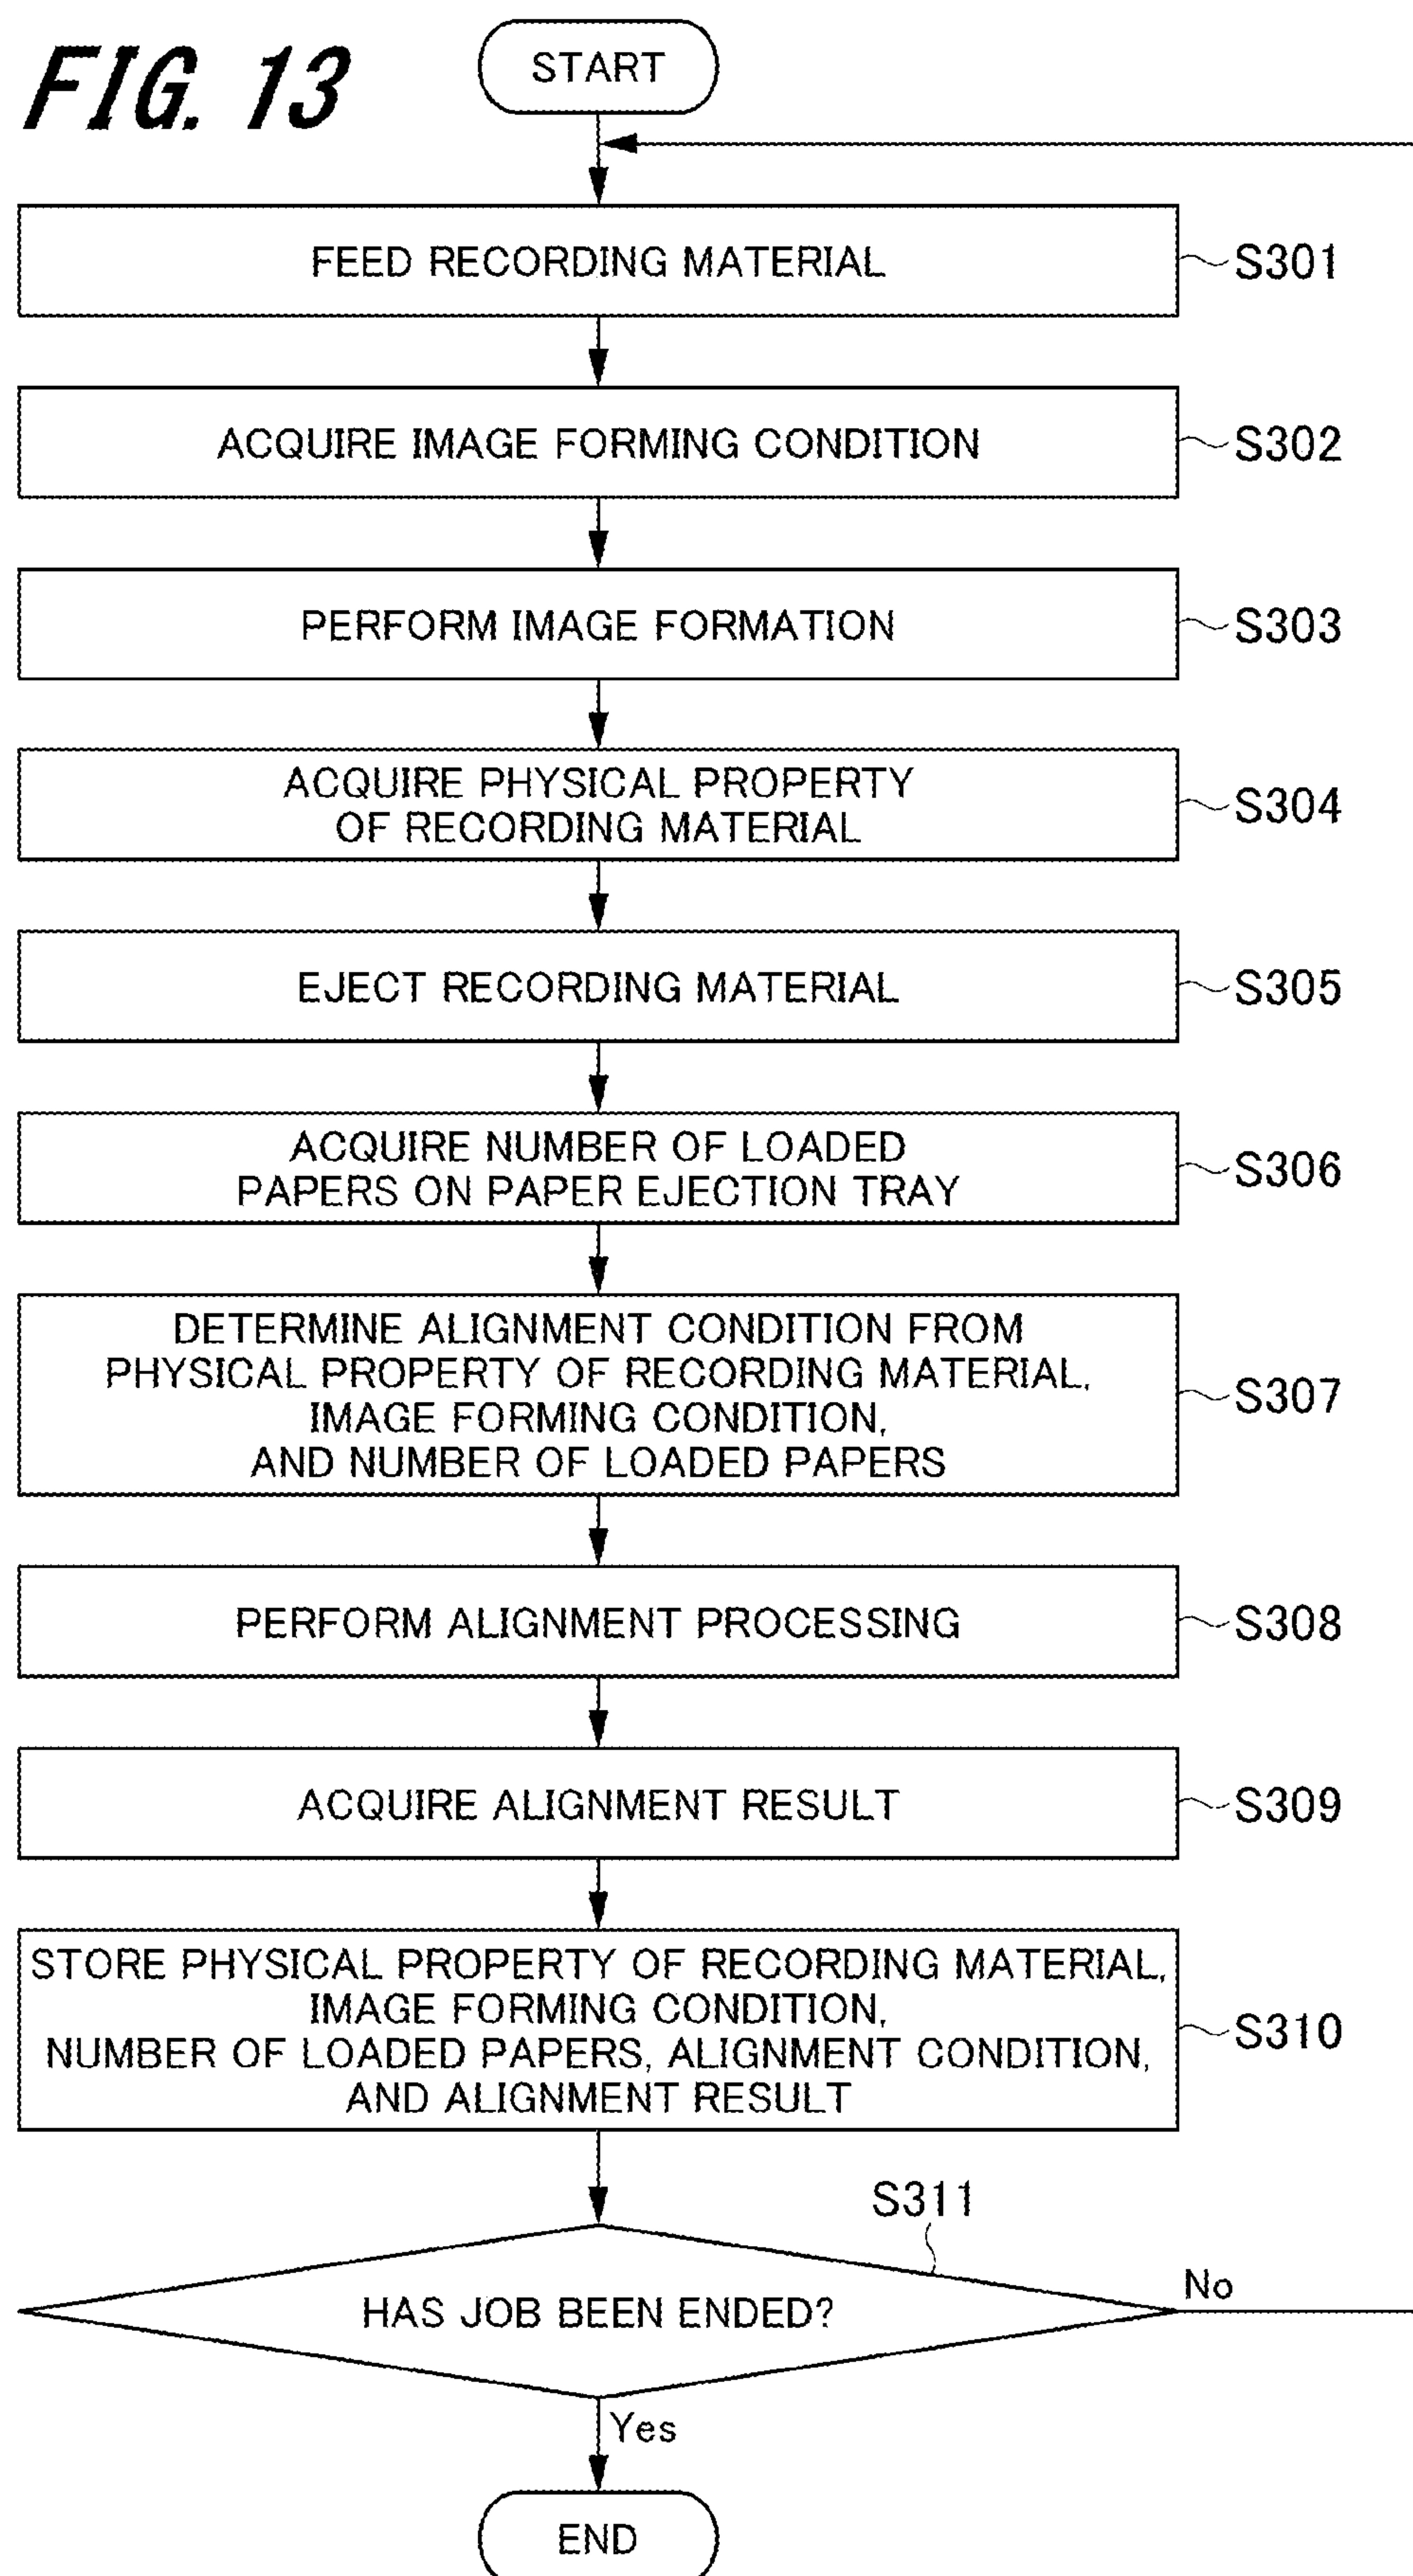 FIG. 13
START
FEED RECORDING MATERIAL
S301
ACQUIRE IMAGE FORMING CONDITION
S302
PERFORM IMAGE FORMATION
S303
ACQUIRE PHYSICAL PROPERTY
OF RECORDING MATERIAL
S304
EJECT RECORDING MATERIAL
S305
ACQUIRE NUMBER OF LOADED
PAPERS ON PAPER EJECTION TRAY
S306
DETERMINE ALIGNMENT CONDITION FROM
PHYSICAL PROPERTY OF RECORDING MATERIAL,
IMAGE FORMING CONDITION,
AND NUMBER OF LOADED PAPERS
S307
PERFORM ALIGNMENT PROCESSING
S308
ACQUIRE ALIGNMENT RESULT
S309
STORE PHYSICAL PROPERTY OF RECORDING MATERIAL,
IMAGE FORMING CONDITION,
NUMBER OF LOADED PAPERS, ALIGNMENT CONDITION,
AND ALIGNMENT RESULT
S310
S311
HAS JOB BEEN ENDED?
No
Yes
END